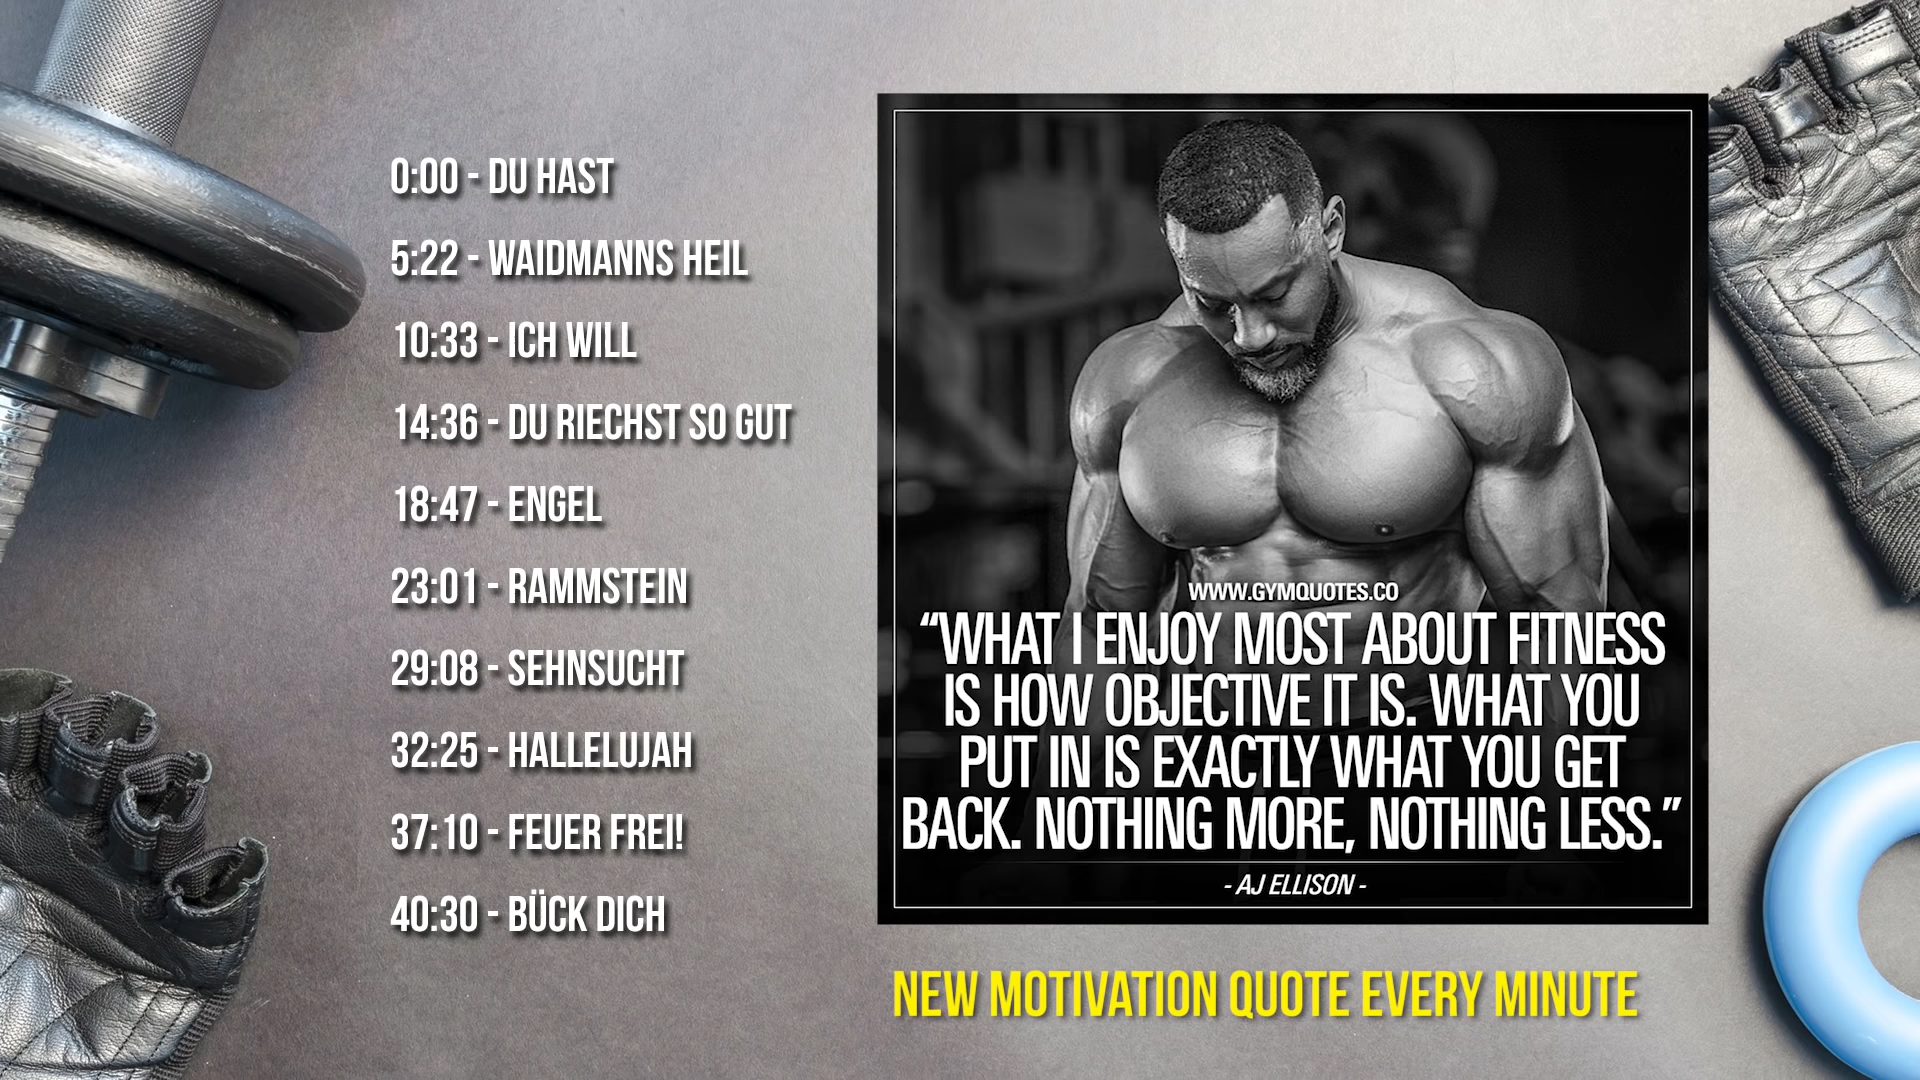 0:00 - DU HAST
5:22 - WAIDMANNS HEIL
10:33 - ICH WILL
14:36 - DU RIECHST SO GUT
18:47 - ENGEL
23:01 - RAMMSTEIN
29:08 - SEHNSUCHT
32:25 - HALLELUJAH
37:10 - FEUER FREI!
40:30 - BÜCK DICH
WWW.GYMQUOTES.CO
“WHAT I ENJOY MOST ABOUT FITNESS
IS HOW OBJECTIVE IT IS. WHAT YOU
PUT IN IS EXACTLY WHAT YOU GET
BACK. NOTHING MORE, NOTHING LESS.”
- AJ ELLISON -
NEW MOTIVATION QUOTE EVERY MINUTE